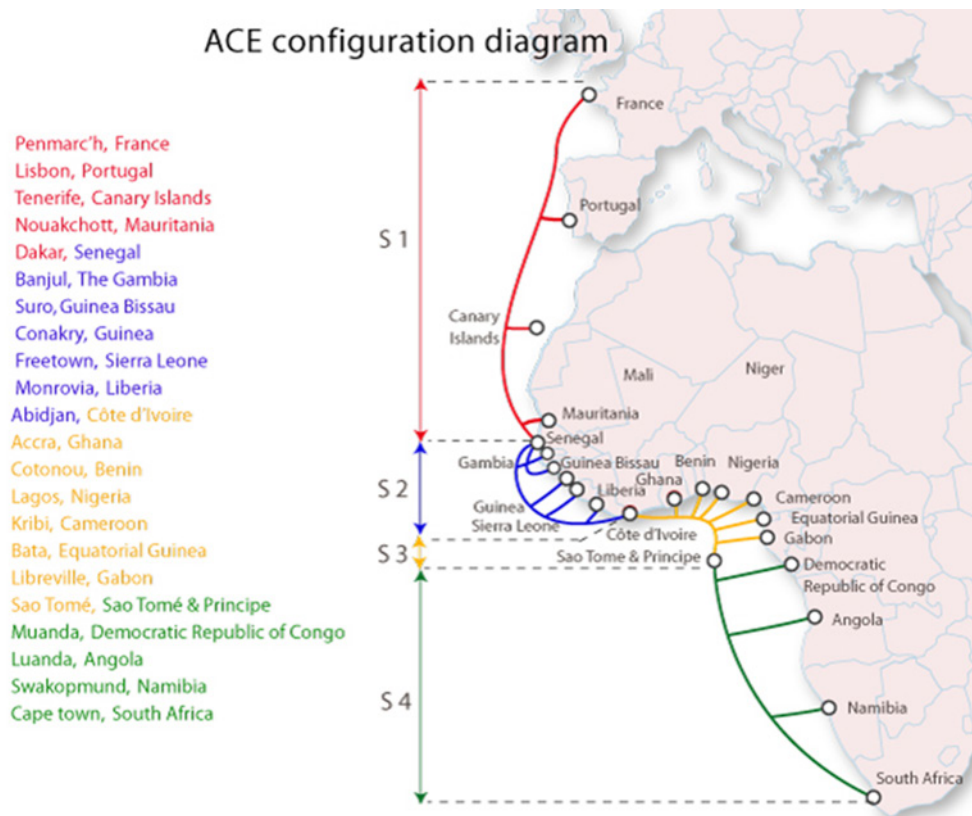 ACE configuration diagram
Penmarc'h, France
Lisbon, Portugal
Tenerife, Canary Islands
Nouakchott, Mauritania
Dakar, Senegal
Banjul, The Gambia
Suro, Guinea Bissau
Conakry, Guinea
Freetown, Sierra Leone
Monrovia, Liberia
Abidjan, Côte d'Ivoire
Accra, Ghana
Cotonou, Benin
Lagos, Nigeria
Kribi, Cameroon
Bata, Equatorial Guinea
Libreville, Gabon
Sao Tomé, Sao Tomé & Principe
Muanda, Democratic Republic of Congo
Luanda, Angola
Swakopmund, Namibia
Cape town, South Africa
S 1
S 2
S 3
S 4
France
Portugal
Canary
Islands
Mali
Niger
Mauritania
Senegal
Gambia
Guinea Bissau
Benin
Nigeria
Ghana
Liberia
Cameroon
Guinea
Sierra Leone
Equatorial Guinea
Côte d'Ivoire
Gabon
Sao Tome & Principe
Democratic
Republic of Congo
Angola
Namibia
South Africa